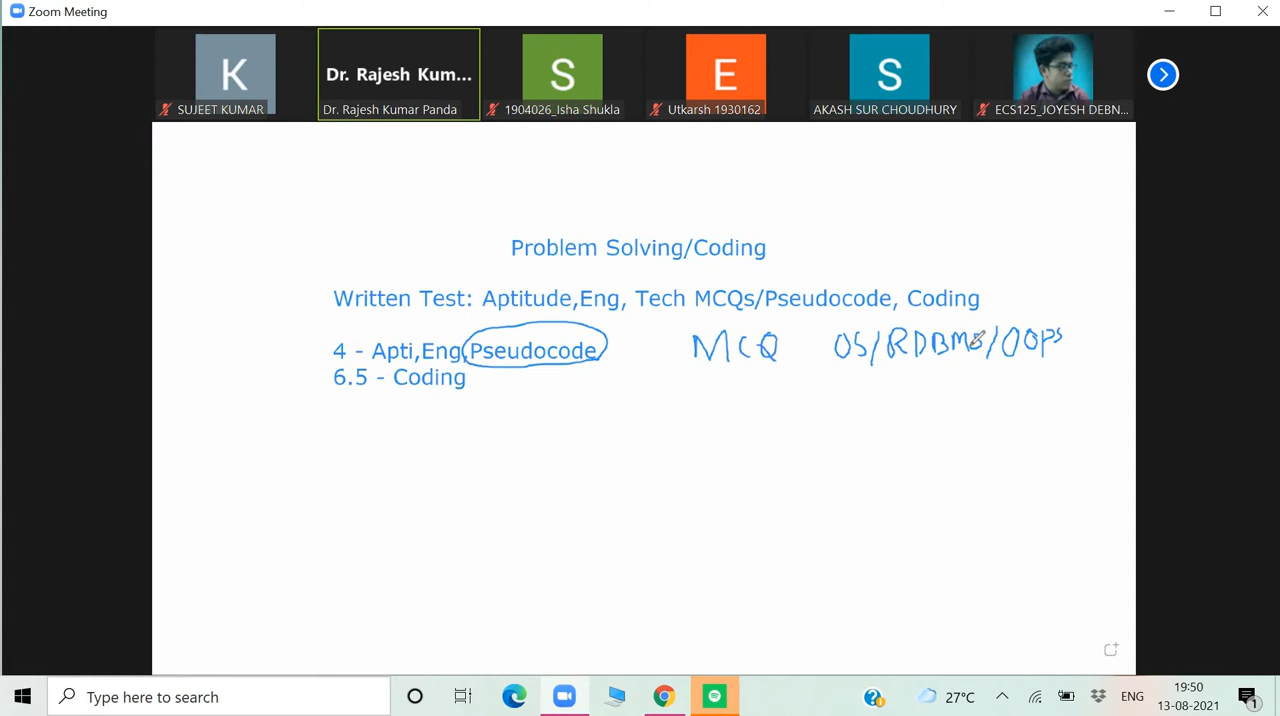 Zoom Meeting
K
Dr. Rajesh Kum...
S
E
S
SUJEET KUMAR
Dr. Rajesh Kumar Panda
1904026_Isha Shukla
Utkarsh 1930162
AKASH SUR CHOUDHURY
ECS125_JOYESH DEBN...
Problem Solving/Coding
Written Test: Aptitude,Eng, Tech MCQs/Pseudocode, Coding
4 - Apti,Eng,Pseudocode MCQ OS/RDBMS/OOPS
6.5 - Coding
Type here to search
27°C
ENG
19:50
13-08-2021
1